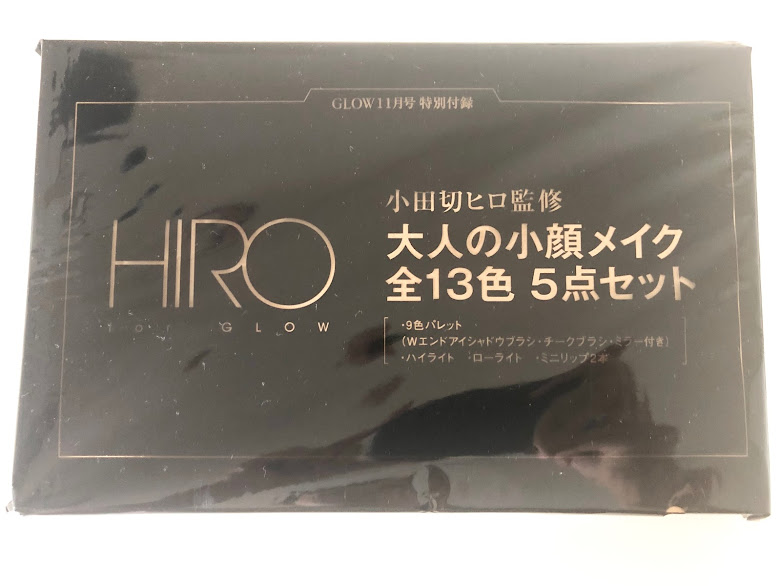 GLOW11月号 特別付録
小田切ヒロ監修
大人の小顔メイク
全13色 5点セット
HIRO
for GLOW
・9色パレット
(Wエンドアイシャドウブラシ・チークブラシ・ミラー付き)
・ハイライト ・ローライト ・ミニリップ2本